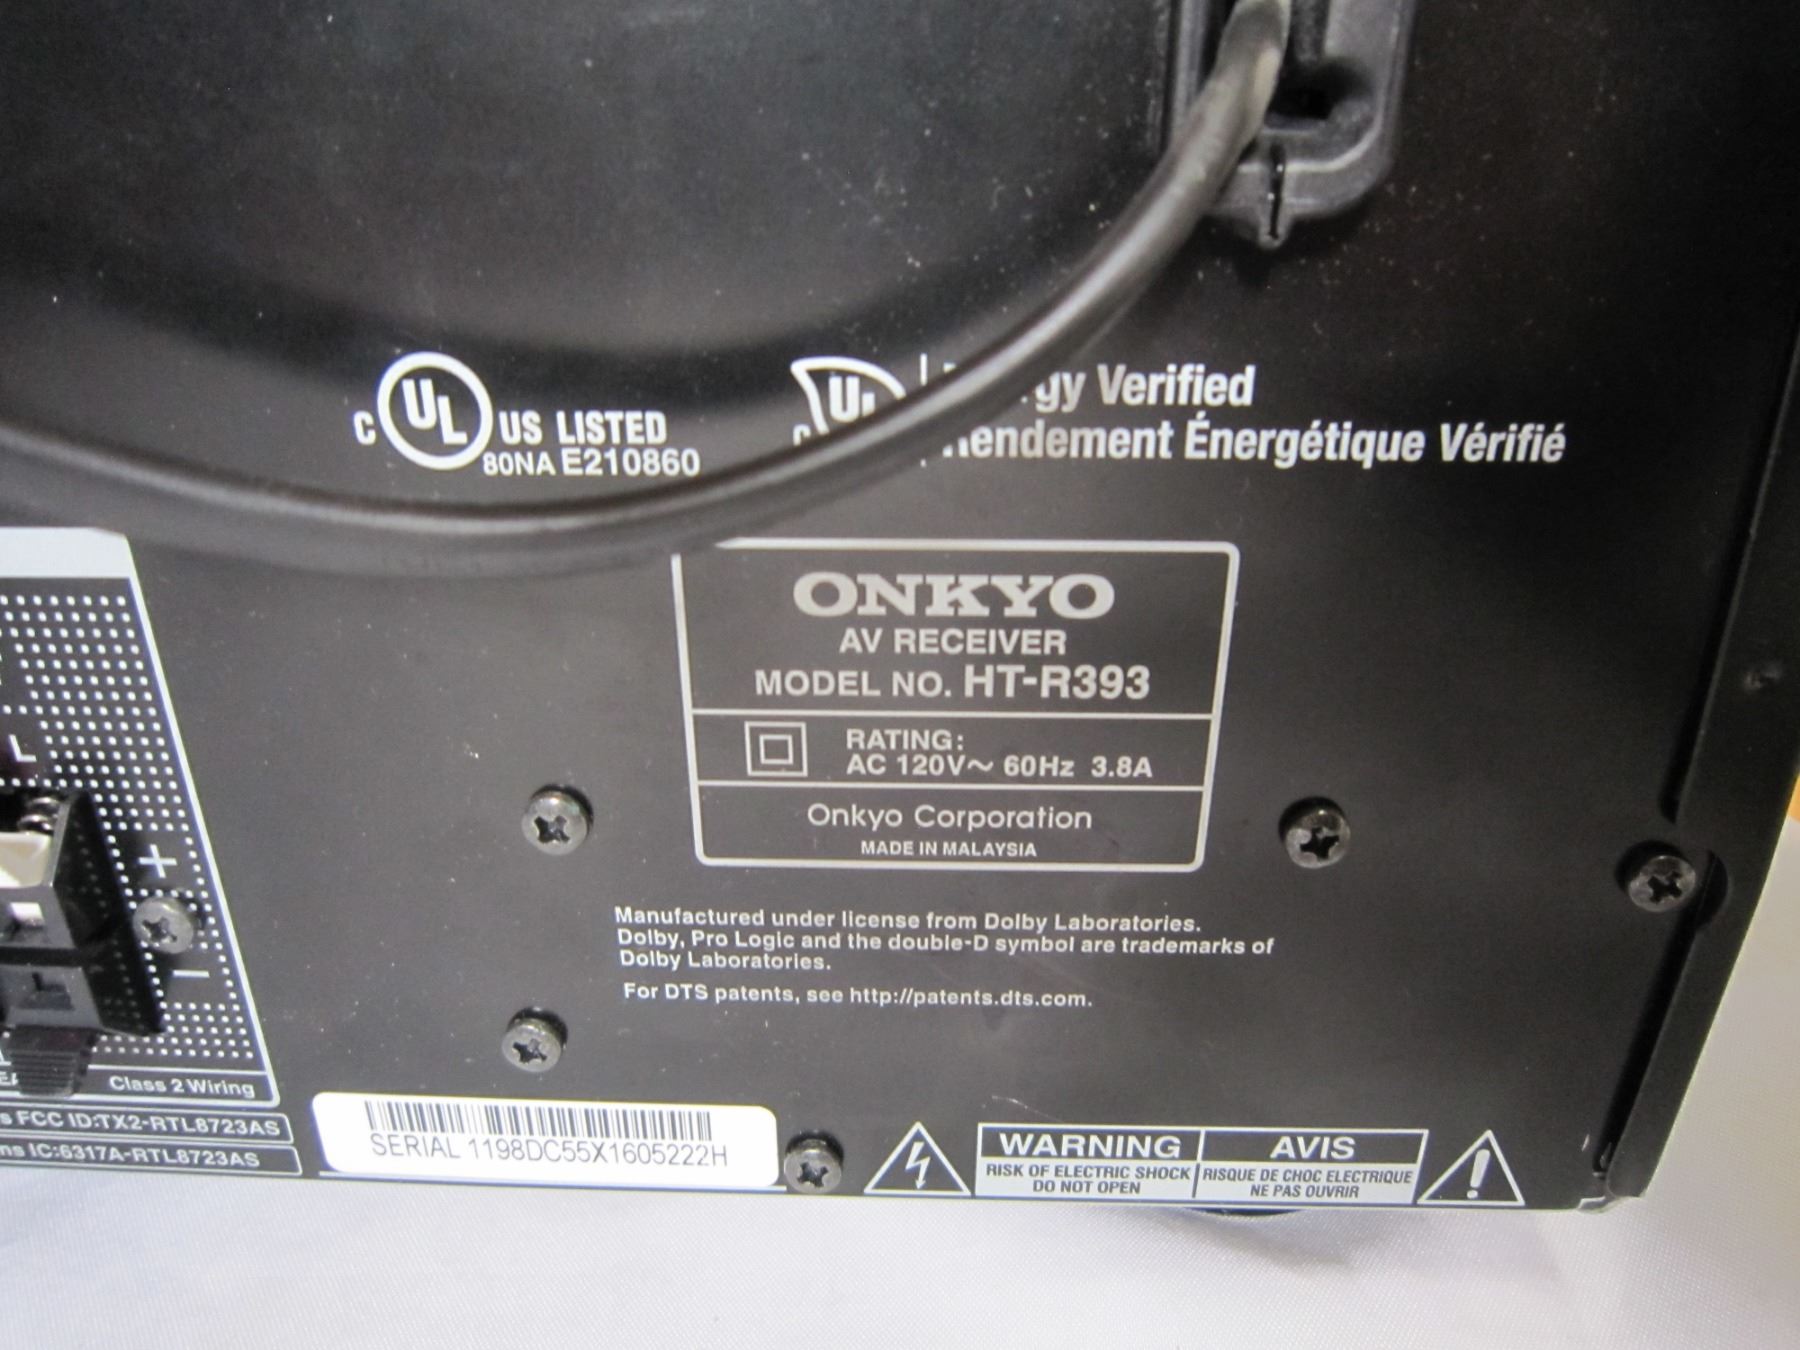 C UL US LISTED
80NA E210860
UL
gy Verified
Énergétique Vérifié
ONKYO
AV RECEIVER
MODEL NO. HT-R393
RATING:
AC 120V~ 60Hz 3.8A
Onkyo Corporation
MADE IN MALAYSIA
Manufactured under license from Dolby Laboratories.
Dolby, Pro Logic and the double-D symbol are trademarks of
Dolby Laboratories.
For DTS patents, see http://patents.dts.com.
L
+
−
Class 2 Wiring
FCC ID:TX2-RTL8723AS
IC:6317A-RTL8723AS
SERIAL 1198DC55X1605222H
WARNING
RISK OF ELECTRIC SHOCK
DO NOT OPEN
AVIS
RISQUE DE CHOC ELECTRIQUE
NE PAS OUVRIR